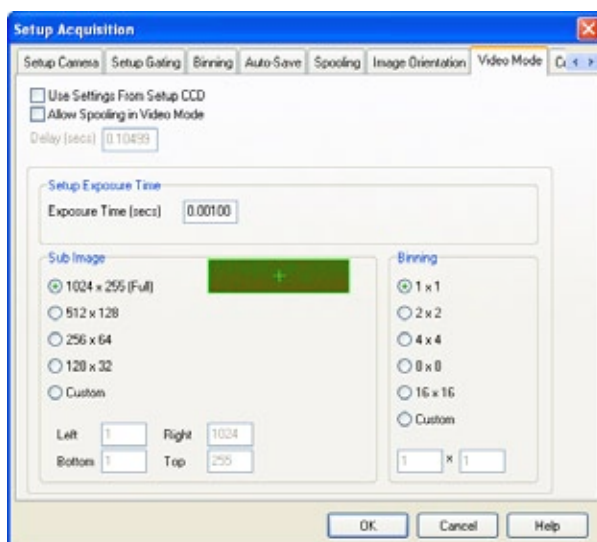 Setup Acquisition
Setup Camera Setup Gating Binning Auto-Save Spooling Image Orientation Video Mode
Use Settings From Setup CCD
Allow Spooling in Video Mode
Delay (secs) 0.10499
Setup Exposure Time
Exposure Time (secs) 0.00100
Sub Image
1024 x 255 (Full)
512 x 128
256 x 64
128 x 32
Custom
Left 1 Right 1024
Bottom 1 Top 255
Binning
1 x 1
2 x 2
4 x 4
8 x 8
16 x 16
Custom
1 x 1
OK Cancel Help